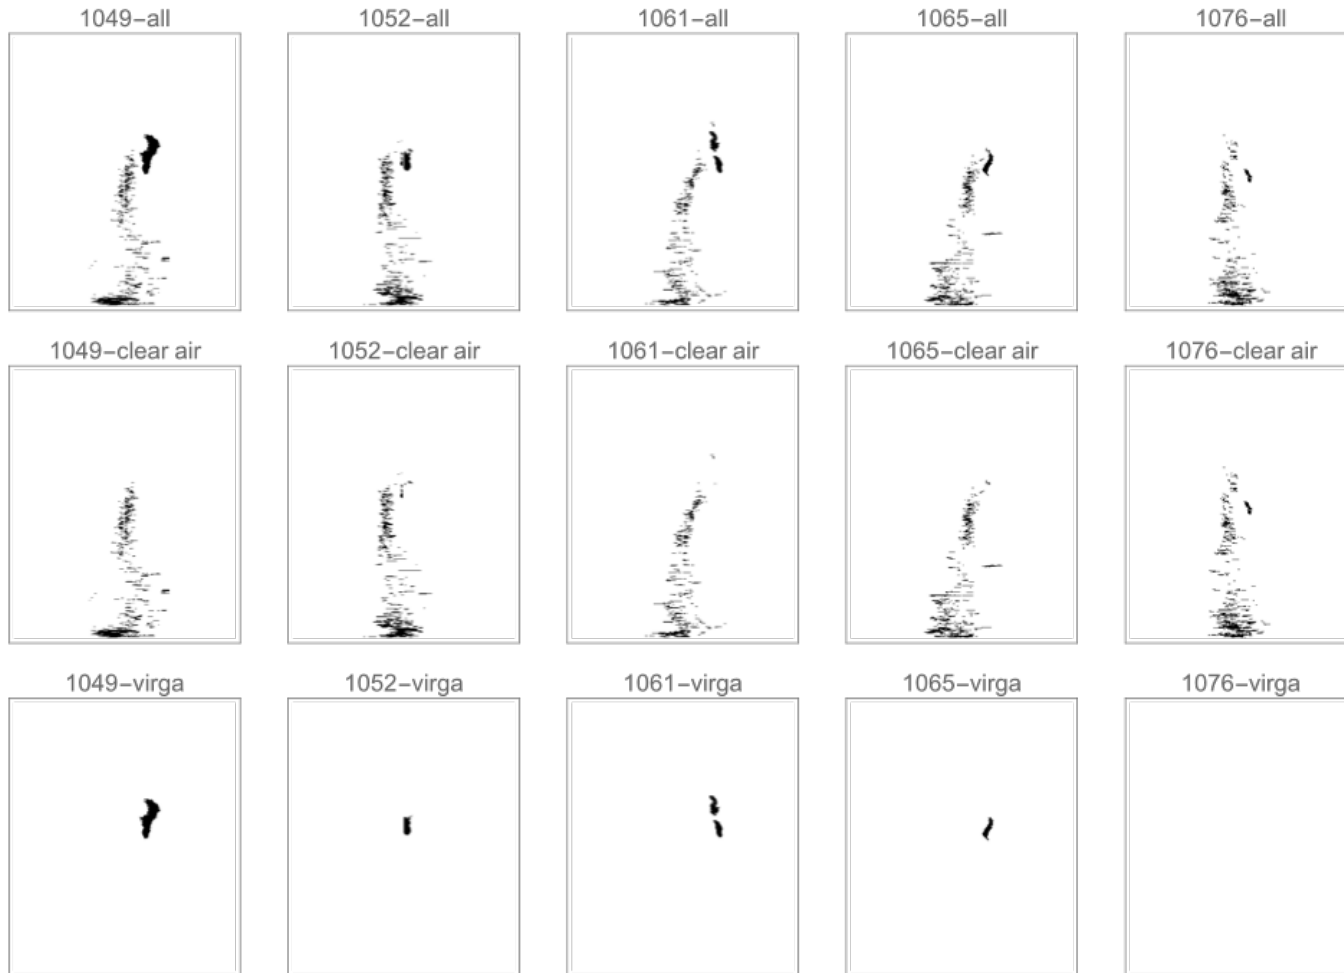 1049–all 1052–all 1061–all 1065–all 1076–all
1049–clear air 1052–clear air 1061–clear air 1065–clear air 1076–clear air
1049–virga 1052–virga 1061–virga 1065–virga 1076–virga